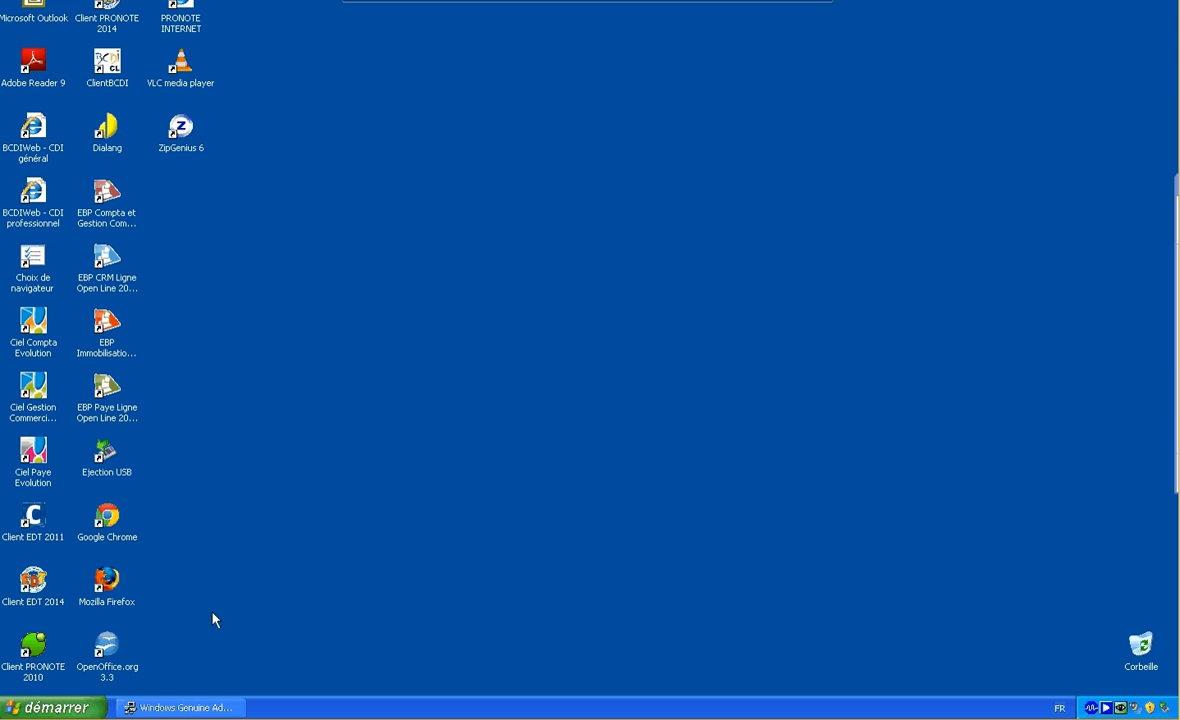 Microsoft Outlook
Client PRONOTE
2014
PRONOTE
INTERNET
Adobe Reader 9
ClientBCDI
VLC media player
BCDIWeb - CDI
général
Dialang
ZipGenius 6
BCDIWeb - CDI
professionnel
EBP Compta et
Gestion Com...
Choix de
navigateur
EBP CRM Ligne
Open Line 20...
Ciel Compta
Evolution
EBP
Immobilisatio...
Ciel Gestion
Commerci...
EBP Paye Ligne
Open Line 20...
Ciel Paye
Evolution
Ejection USB
Client EDT 2011
Google Chrome
Client EDT 2014
Mozilla Firefox
Client PRONOTE
2010
OpenOffice.org
3.3
Corbeille
démarrer
Windows Genuine Ad...
FR